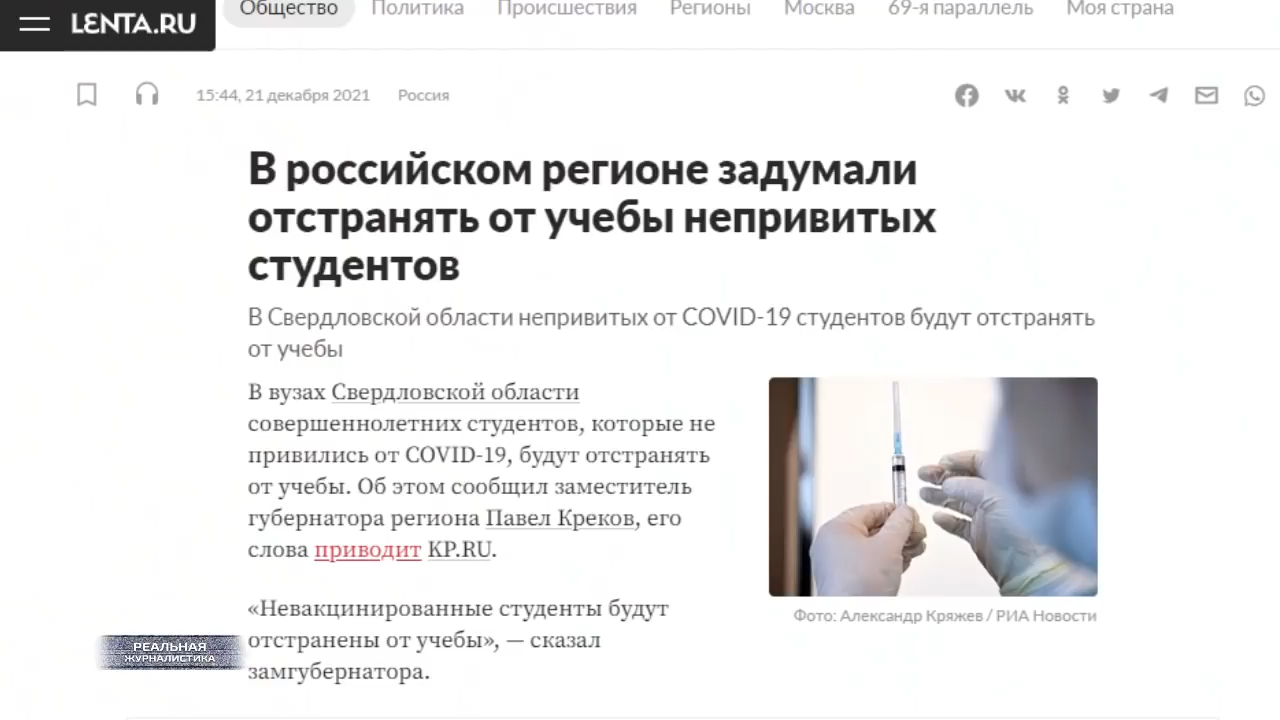 LENTA.RU
Общество Политика Происшествия Регионы Москва 69-я параллель Моя страна
15:44, 21 декабря 2021 Россия
В российском регионе задумали
отстранять от учебы непривитых
студентов
В Свердловской области непривитых от COVID-19 студентов будут отстранять
от учебы
В вузах Свердловской области
совершеннолетних студентов, которые не
привились от COVID-19, будут отстранять
от учебы. Об этом сообщил заместитель
губернатора региона Павел Креков, его
слова приводит KP.RU.
Фото: Александр Кряжев / РИА Новости
«Невакцинированные студенты будут
отстранены от учебы», — сказал
замгубернатора.
РЕАЛЬНАЯ
ЖУРНАЛИСТИКА